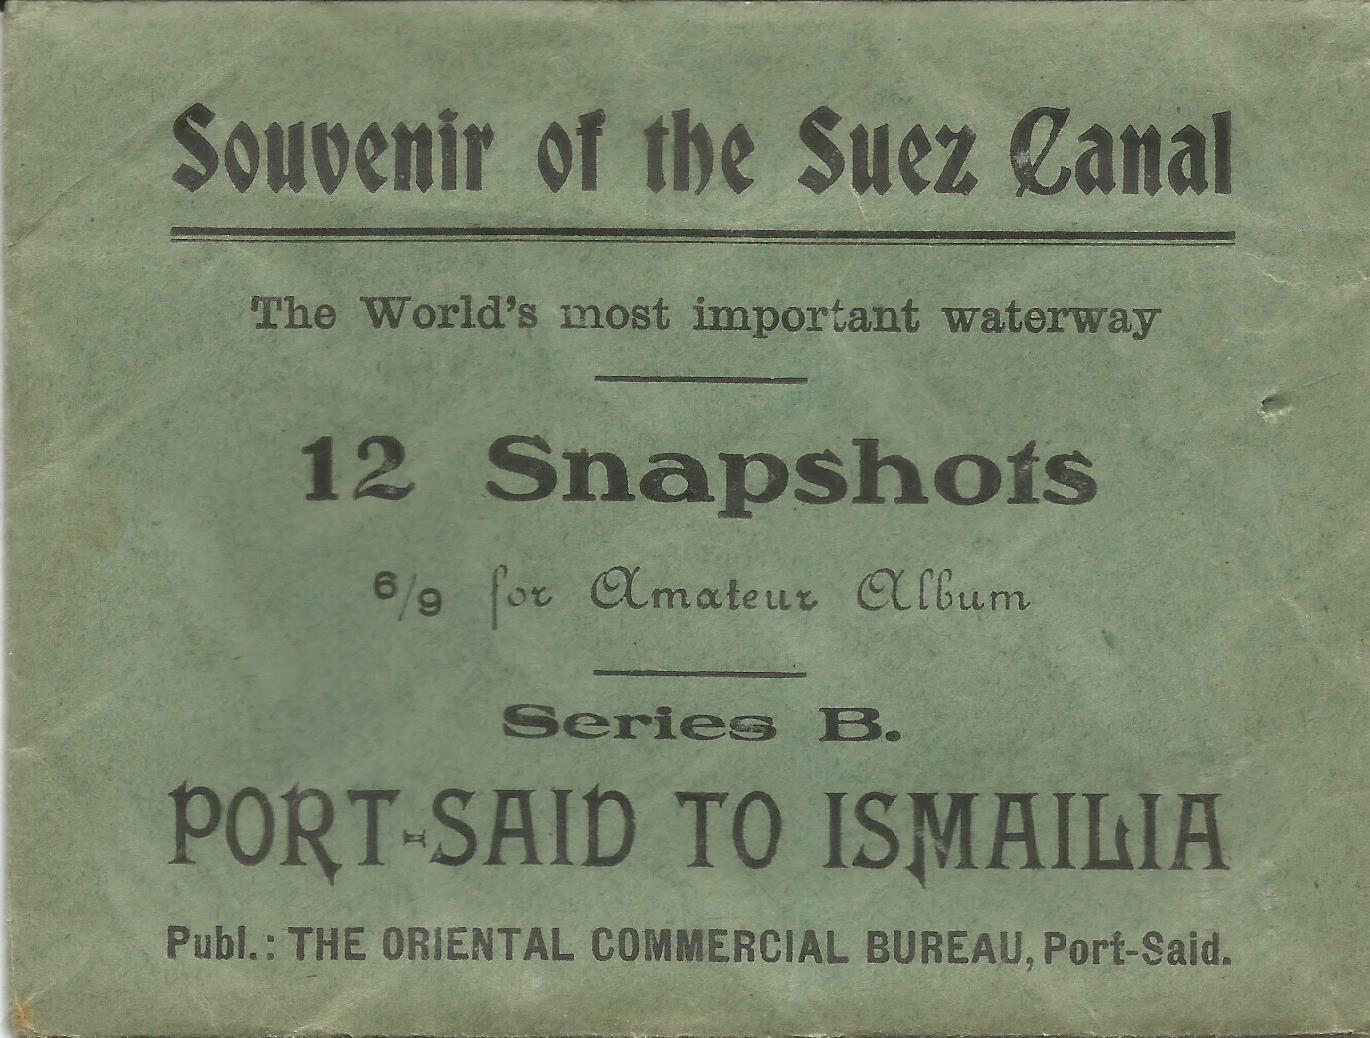 Souvenir of the Suez Canal
The World's most important waterway
12 Snapshots
6/9 for Amateur Album
Series B.
PORT-SAID TO ISMAILIA
Publ.: THE ORIENTAL COMMERCIAL BUREAU, Port-Said.